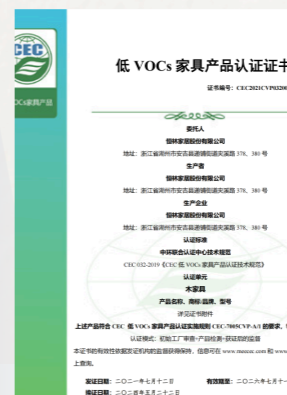 CEC
OCs家具产品
低 VOCs 家具产品认证证书
证书编号：CEC2021CVP03200
委托人
恒林家居股份有限公司
地址：浙江省湖州市安吉县递铺街道夹溪路 378、380 号
生产者
恒林家居股份有限公司
地址：浙江省湖州市安吉县递铺街道夹溪路 378、380 号
生产企业
恒林家居股份有限公司
地址：浙江省湖州市安吉县递铺街道夹溪路 378、380 号
认证标准
中环联合认证中心技术规范
CEC 032-2019《CEC 低 VOCs 家具产品认证技术规范》
认证单元
木家具
产品名称、商标/品牌、型号
详见证书附件
上述产品符合 CEC 低 VOCs 家具产品认证实施规则 CEC-7005CVP-A/1 的要求，
认证模式：初始工厂审查+产品检测+获证后的监督
本证书的有效性依据发证机构的监督获得保持，信息可在 www.mepcec.com 和 www
上查询。
发证日期：二〇二一年七月十二日 有效期至：二〇二六年七月十一
换证日期：二〇二四年五月二十二日